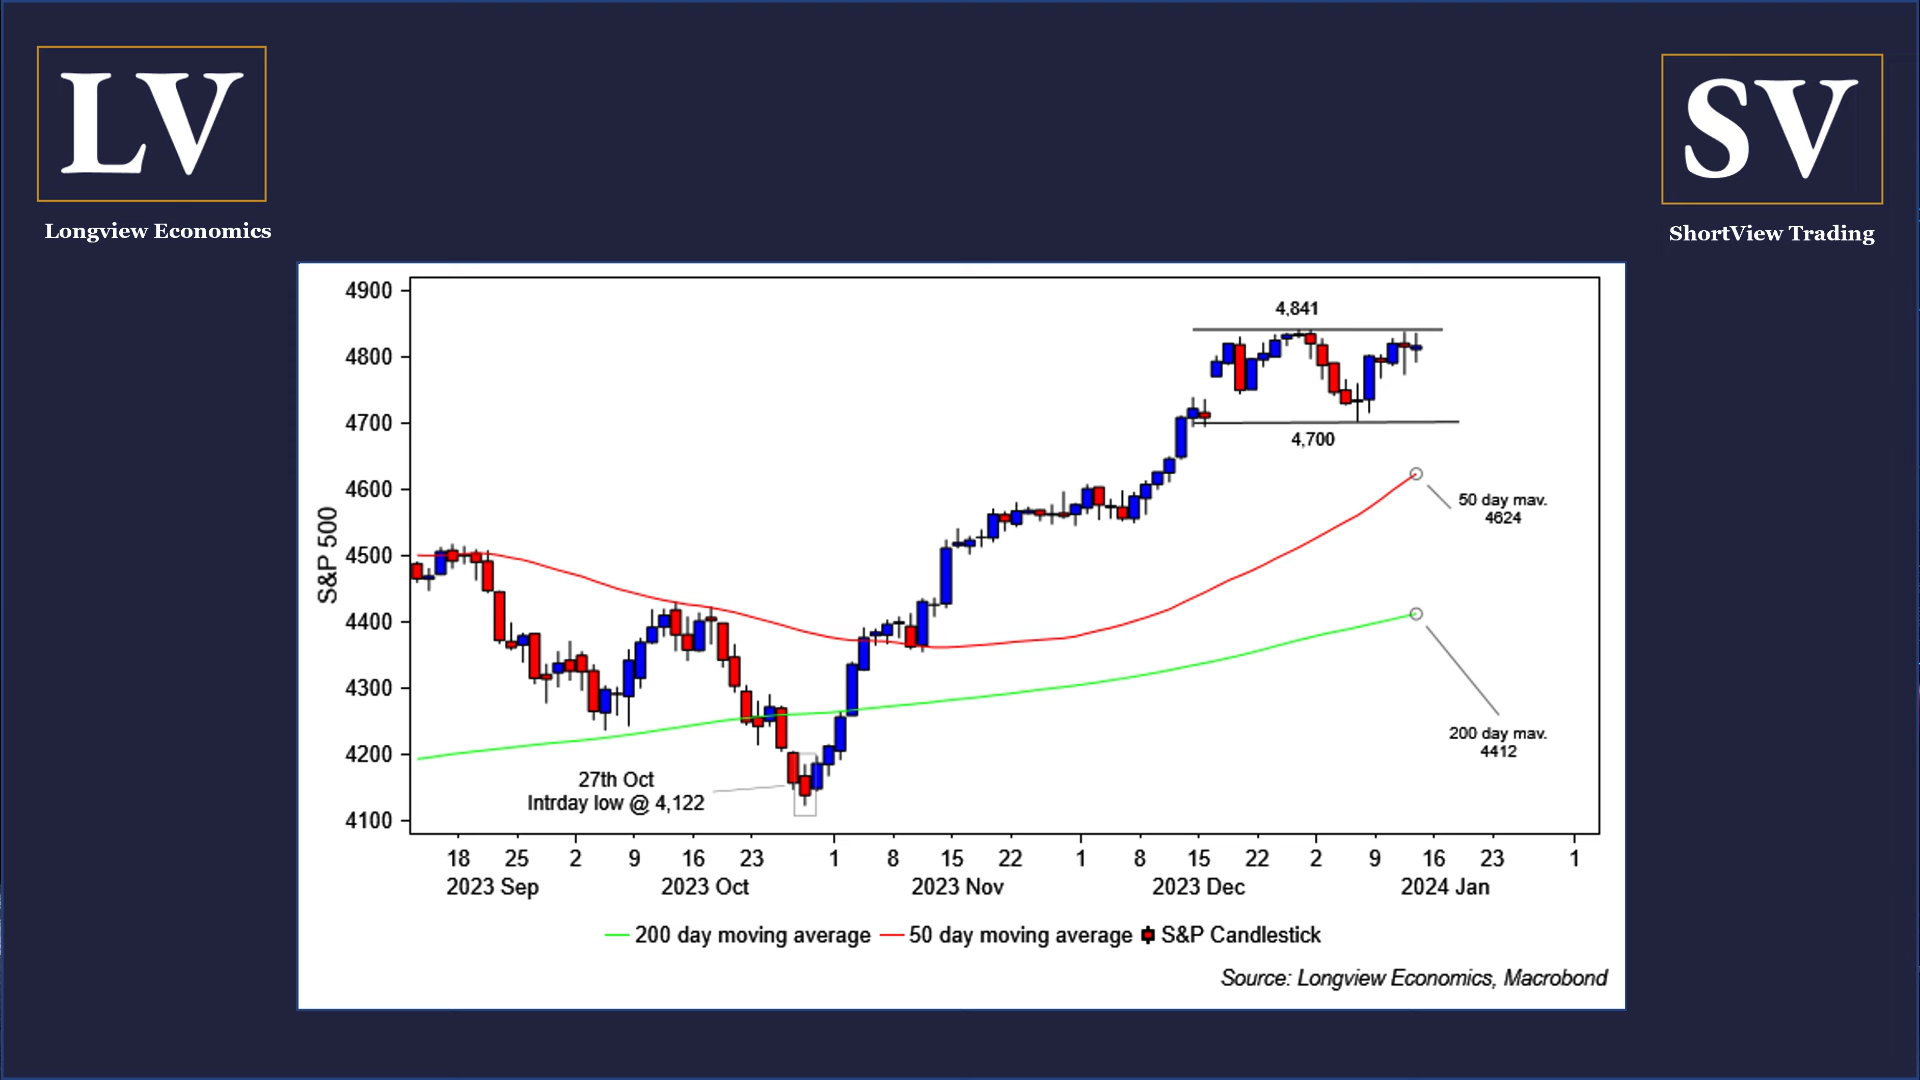 LV
Longview Economics
SV
ShortView Trading
4900
4800
4700
4600
4500
4400
4300
4200
4100
S&P 500
4,841
4,700
50 day mav.
4624
200 day mav.
4412
27th Oct
Intrday low @ 4,122
18 25 2 9 16 23 1 8 15 22 1 8 15 22 2 9 16 23 1
2023 Sep 2023 Oct 2023 Nov 2023 Dec 2024 Jan
200 day moving average 50 day moving average S&P Candlestick
Source: Longview Economics, Macrobond